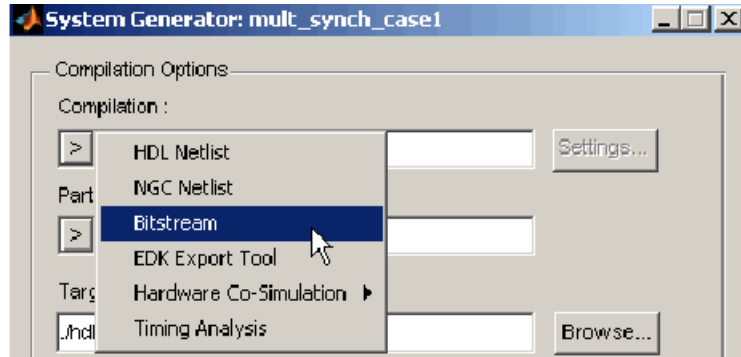 System Generator: mult_synch_case1
Compilation Options
Compilation :
>
Settings...
HDL Netlist
NGC Netlist
Part
Bitstream
>
EDK Export Tool
Targ
Hardware Co-Simulation
./hdl
Timing Analysis
Browse...